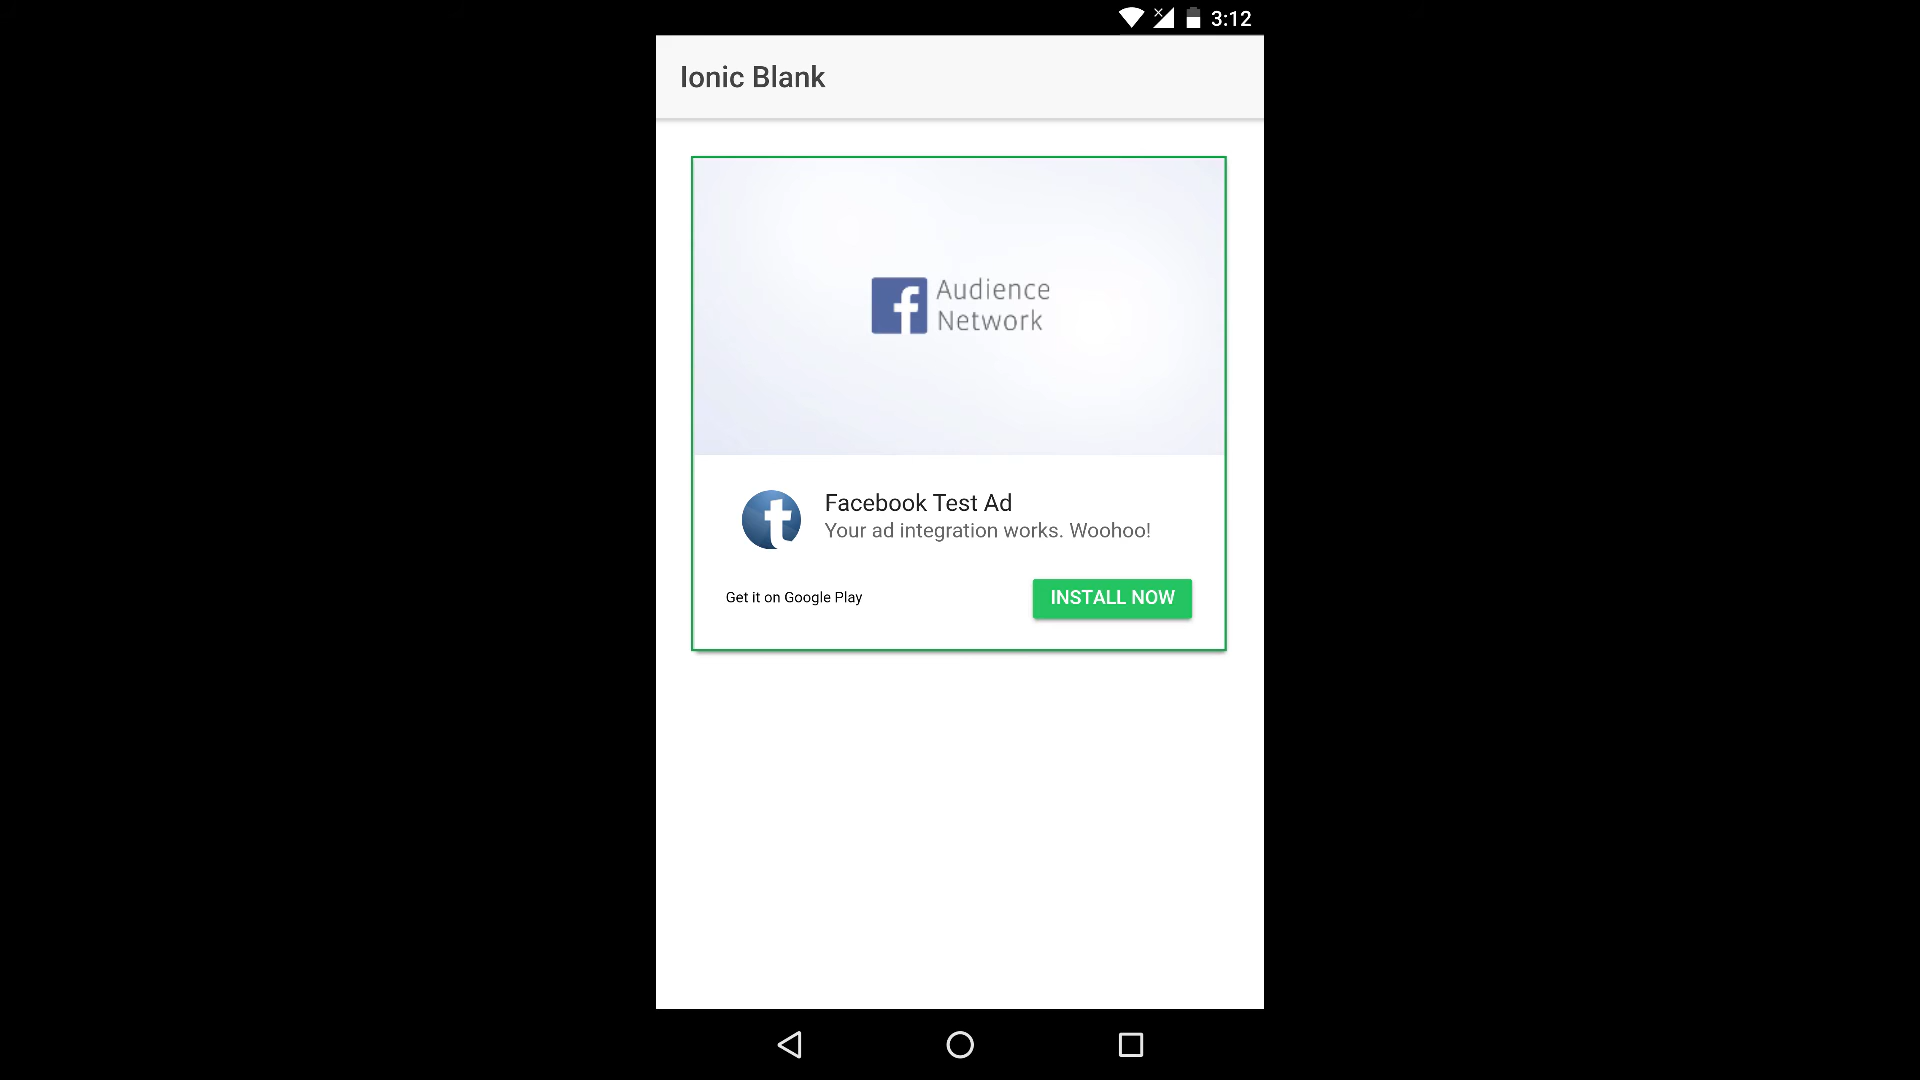 3:12
Ionic Blank
Audience
Network
Facebook Test Ad
Your ad integration works. Woohoo!
Get it on Google Play
INSTALL NOW